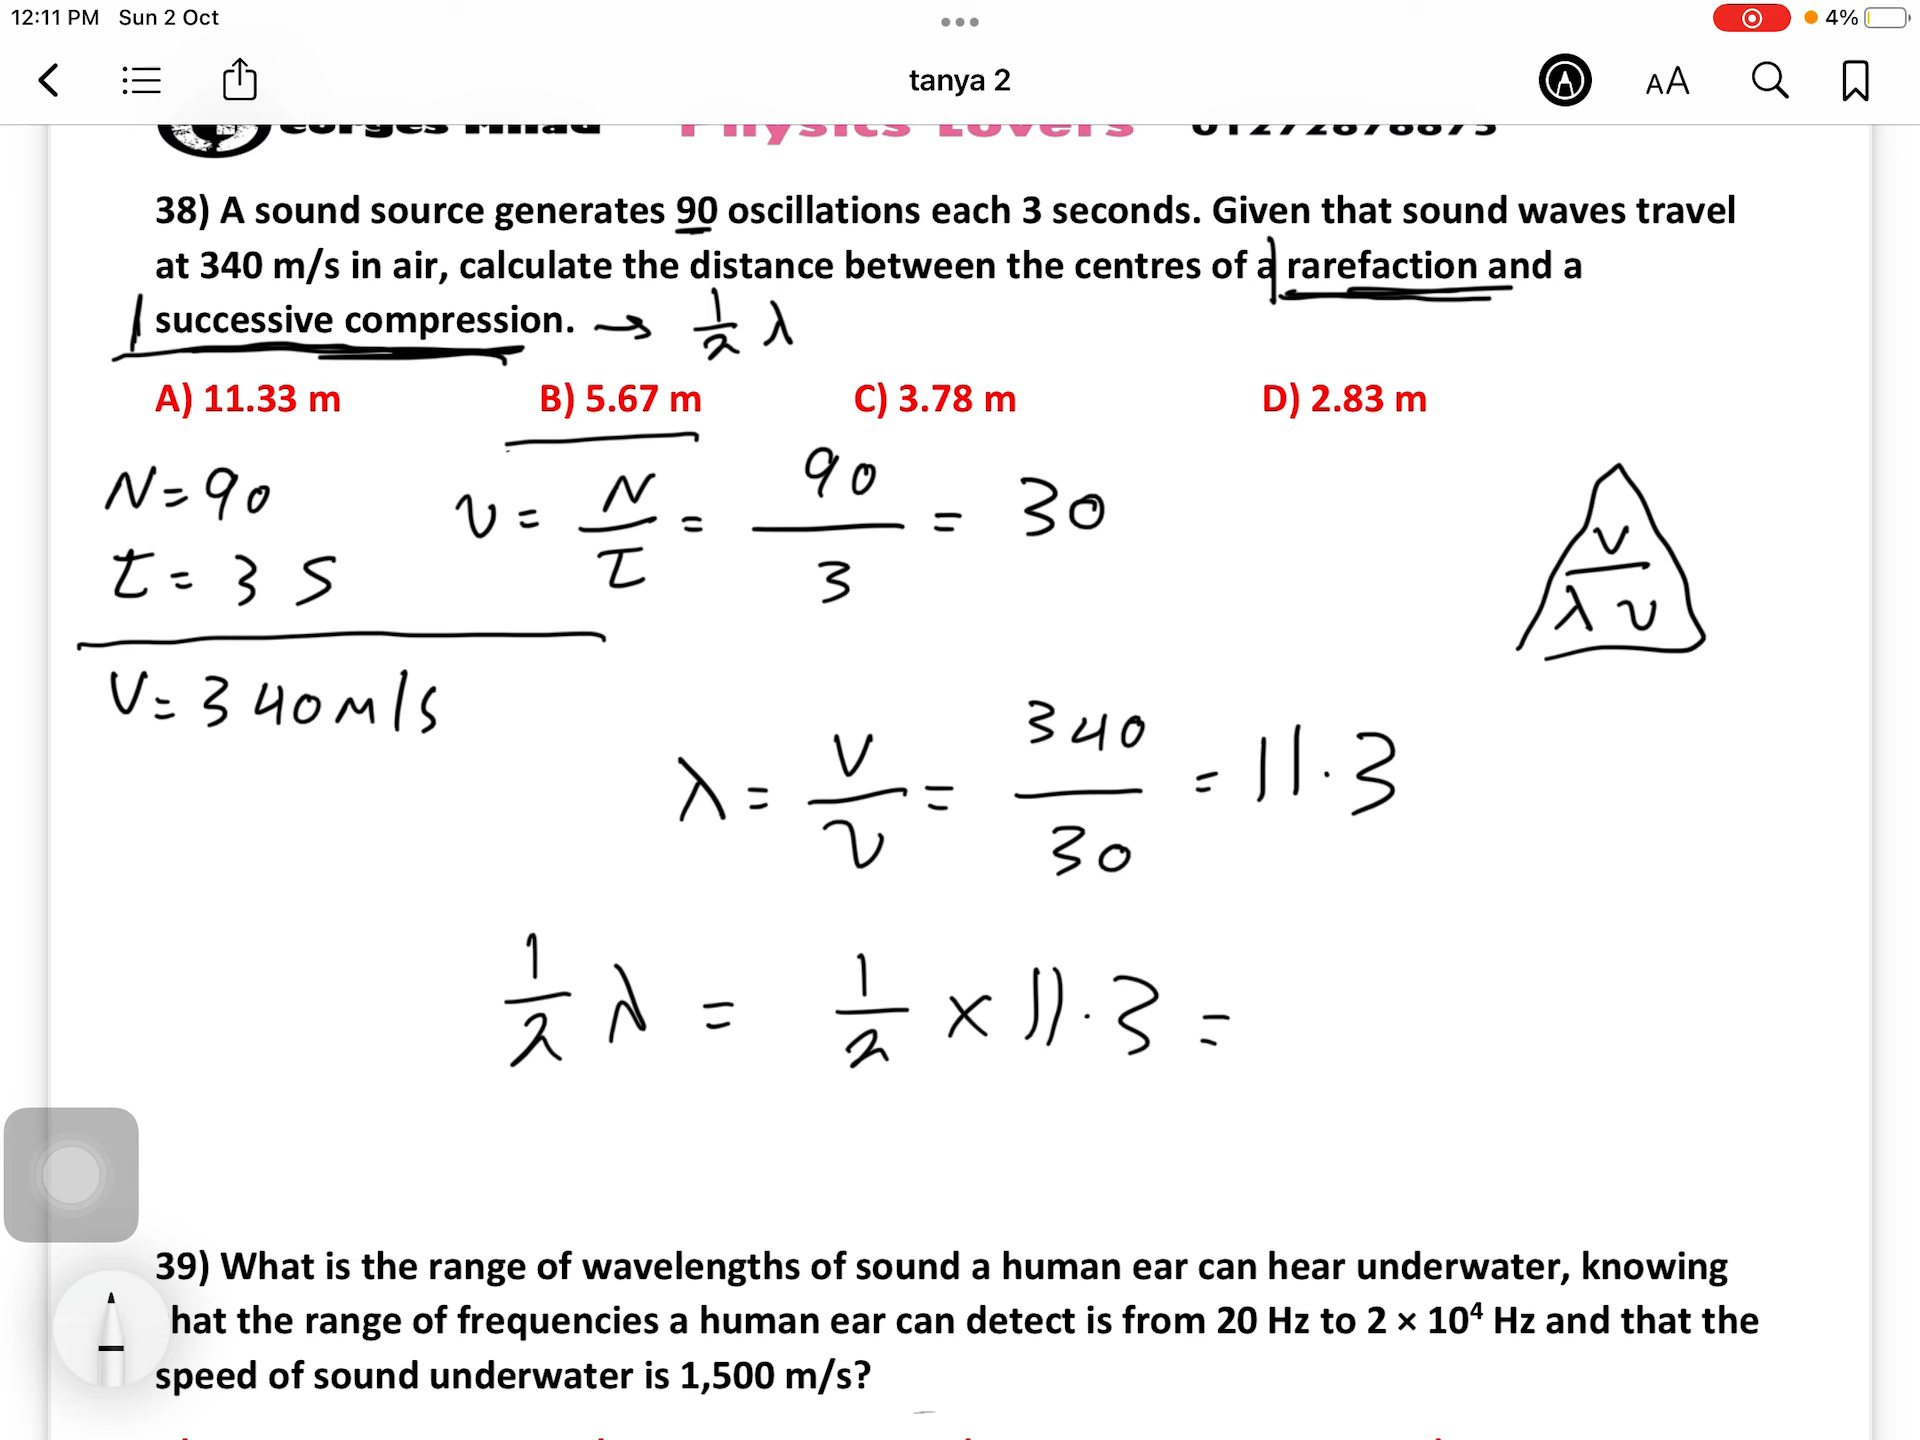 12:11 PM Sun 2 Oct
4%
tanya 2
Physics Lovers
38) A sound source generates 90 oscillations each 3 seconds. Given that sound waves travel
at 340 m/s in air, calculate the distance between the centres of a rarefaction and a
successive compression. → 1/2 λ
A) 11.33 m B) 5.67 m C) 3.78 m D) 2.83 m
N = 90
t = 3 S
ν = N/t = 90/3 = 30
V/λν
V = 340 m/s
λ = V/ν = 340/30 = 11.3
1/2 λ = 1/2 × 11.3 =
39) What is the range of wavelengths of sound a human ear can hear underwater, knowing
hat the range of frequencies a human ear can detect is from 20 Hz to 2 × 10⁴ Hz and that the
speed of sound underwater is 1,500 m/s?